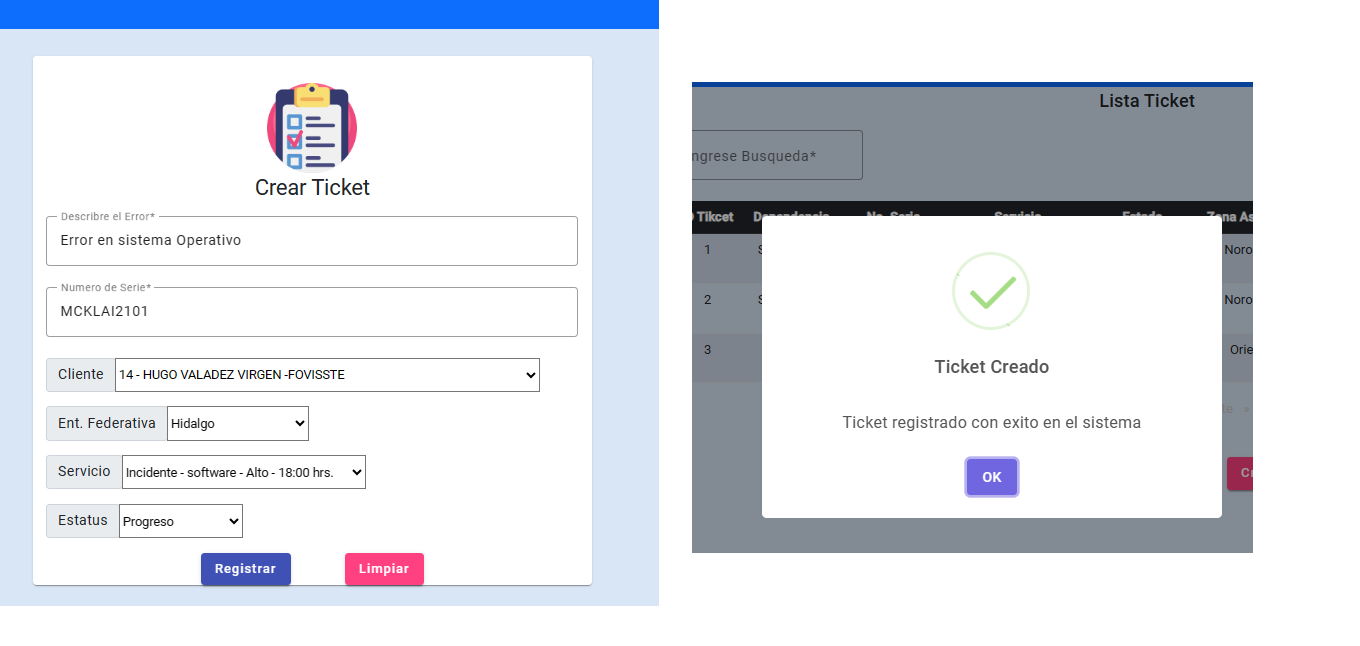 Crear Ticket
Describre el Error*
Error en sistema Operativo
Numero de Serie*
MCKLAI2101
Cliente 14 - HUGO VALADEZ VIRGEN -FOVISSTE
Ent. Federativa Hidalgo
Servicio Incidente - software - Alto - 18:00 hrs.
Estatus Progreso
Registrar Limpiar
Lista Ticket
ngrese Busqueda*
Tikcet Dependencia No. Serie Servicio Estado Zona As
1 Noro
2 Noro
3 Orie
Ticket Creado
Ticket registrado con exito en el sistema
OK